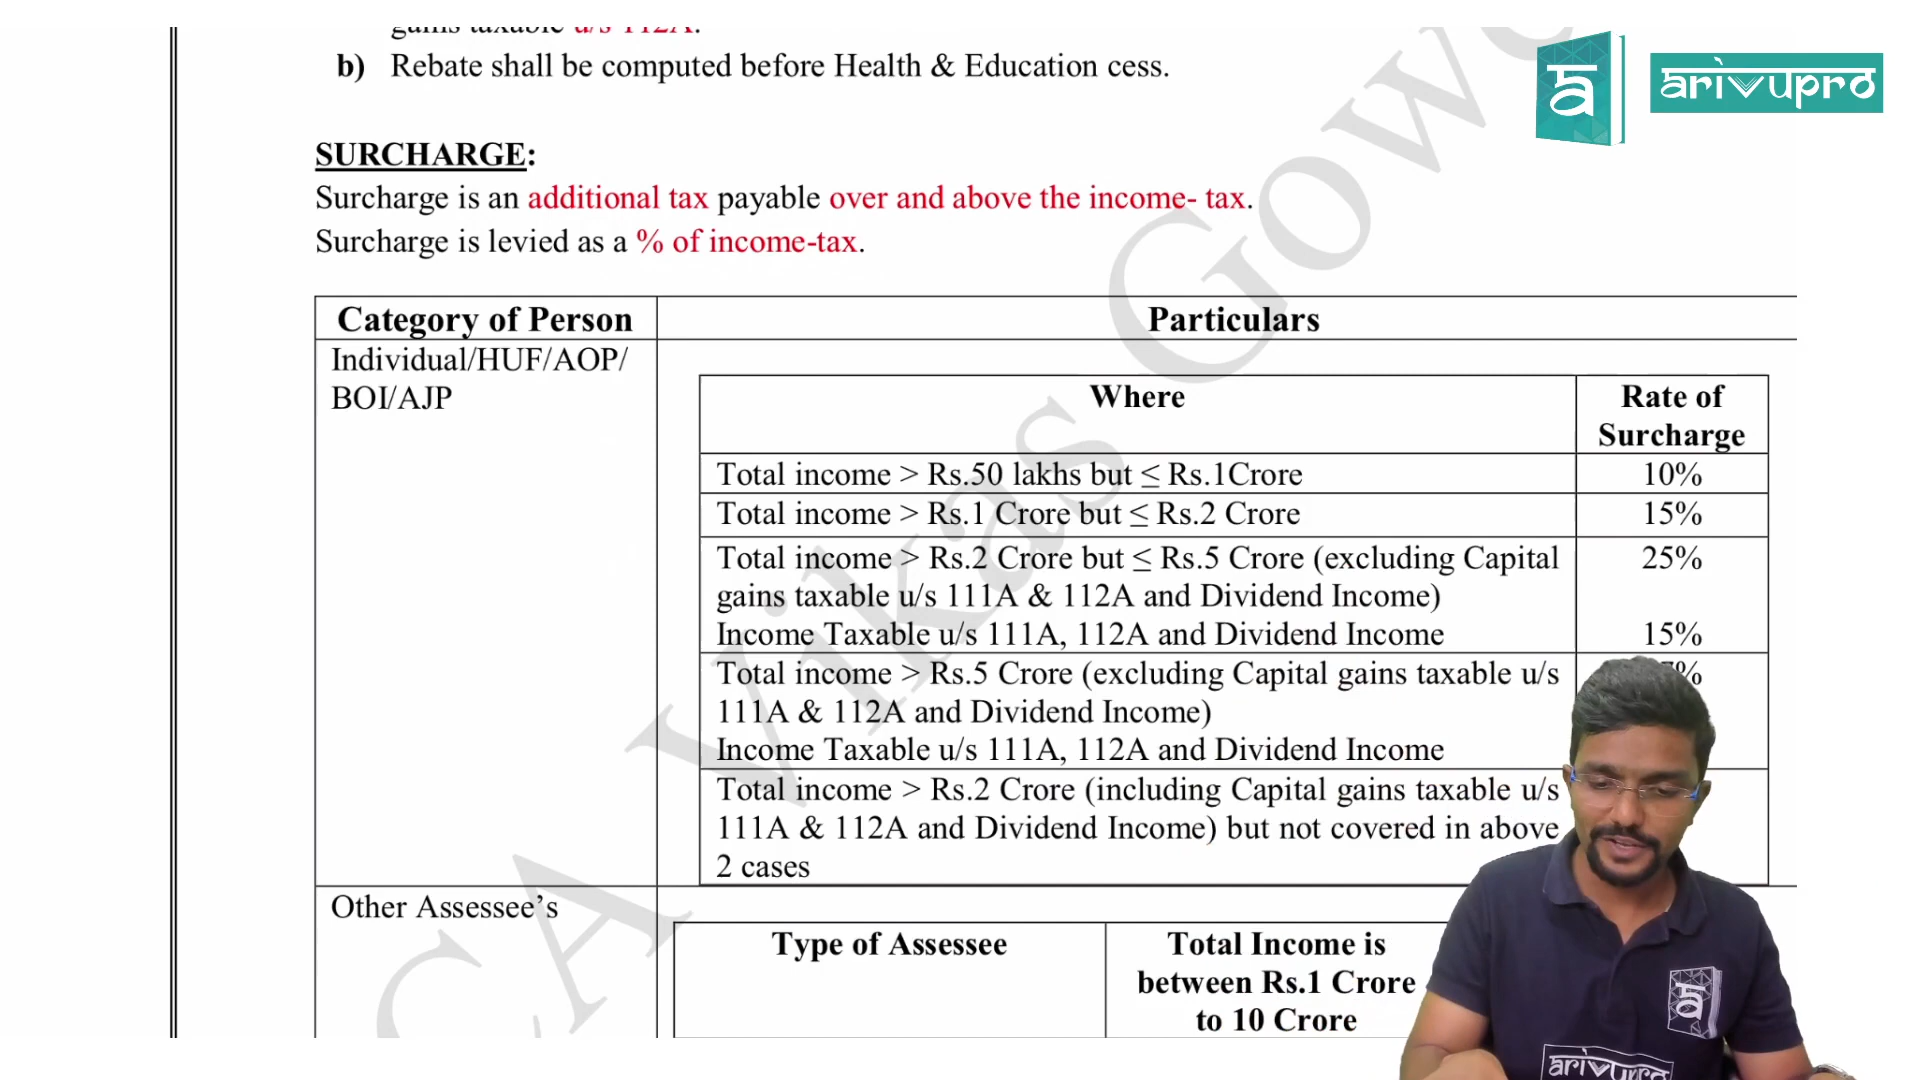 gains taxable u/s 112A.
b) Rebate shall be computed before Health & Education cess.
arivupro
SURCHARGE:
Surcharge is an additional tax payable over and above the income- tax.
Surcharge is levied as a % of income-tax.
Category of Person
Particulars
Individual/HUF/AOP/
BOI/AJP
Where
Rate of
Surcharge
Total income > Rs.50 lakhs but ≤ Rs.1Crore
10%
Total income > Rs.1 Crore but ≤ Rs.2 Crore
15%
Total income > Rs.2 Crore but ≤ Rs.5 Crore (excluding Capital
25%
gains taxable u/s 111A & 112A and Dividend Income)
Income Taxable u/s 111A, 112A and Dividend Income
15%
Total income > Rs.5 Crore (excluding Capital gains taxable u/s
%
111A & 112A and Dividend Income)
Income Taxable u/s 111A, 112A and Dividend Income
Total income > Rs.2 Crore (including Capital gains taxable u/s
111A & 112A and Dividend Income) but not covered in above
2 cases
Other Assessee's
Type of Assessee
Total Income is
between Rs.1 Crore
to 10 Crore
CA Vikas Gow
arivupro